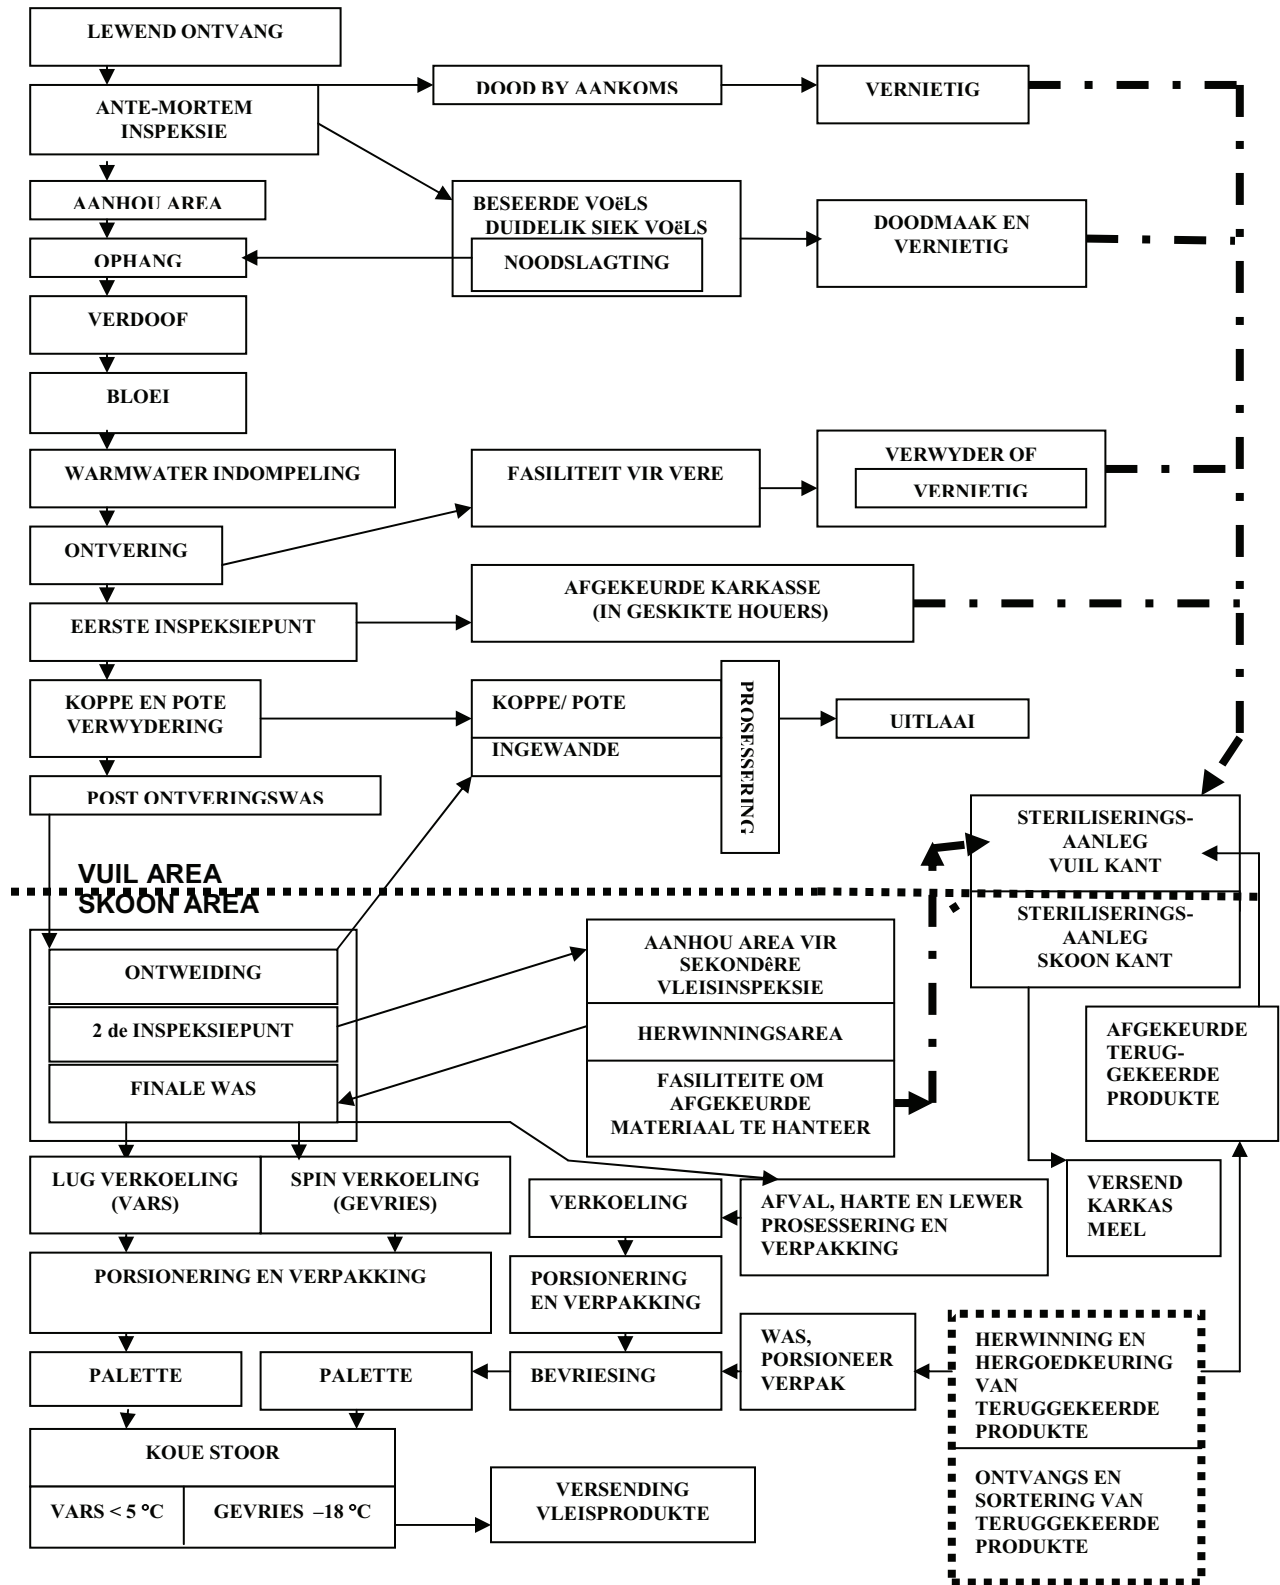 LEWEND ONTVANG
ANTE-MORTEM
INSPEKSIE
DOOD BY AANKOMS
VERNIETIG
AANHOU AREA
BESEERDE VOëLS
DUIDELIK SIEK VOëLS
NOODSLAGTING
DOODMAAK EN
VERNIETIG
OPHANG
VERDOOF
BLOEI
WARMWATER INDOMPELING
FASILITEIT VIR VERE
VERWYDER OF
VERNIETIG
ONTVERING
AFGEKEURDE KARKASSE
(IN GESKIKTE HOUERS)
EERSTE INSPEKSIEPUNT
KOPPE EN POTE
VERWYDERING
KOPPE/ POTE
INGEWANDE
PROSESSERING
UITLAAI
POST ONTVERINGSWAS
STERILISERINGS-
AANLEG
VUIL KANT
VUIL AREA
SKOON AREA
STERILISERINGS-
AANLEG
SKOON KANT
ONTWEIDING
2 de INSPEKSIEPUNT
FINALE WAS
AANHOU AREA VIR
SEKONDêRE
VLEISINSPEKSIE
HERWINNINGSAREA
FASILITEITE OM
AFGEKEURDE
MATERIAAL TE HANTEER
AFGEKEURDE
TERUG-
GEKEERDE
PRODUKTE
LUG VERKOELING
(VARS)
SPIN VERKOELING
(GEVRIES)
VERKOELING
AFVAL, HARTE EN LEWER
PROSESSERING EN
VERPAKKING
VERSEND
KARKAS
MEEL
PORSIONERING EN VERPAKKING
PORSIONERING
EN VERPAKKING
PALETTE
PALETTE
BEVRIESING
WAS,
PORSIONEER
VERPAK
HERWINNING EN
HERGOEDKEURING
VAN
TERUGGEKEERDE
PRODUKTE
KOUE STOOR
VARS < 5 °C
GEVRIES –18 °C
VERSENDING
VLEISPRODUKTE
ONTVANGS EN
SORTERING VAN
TERUGGEKEERDE
PRODUKTE